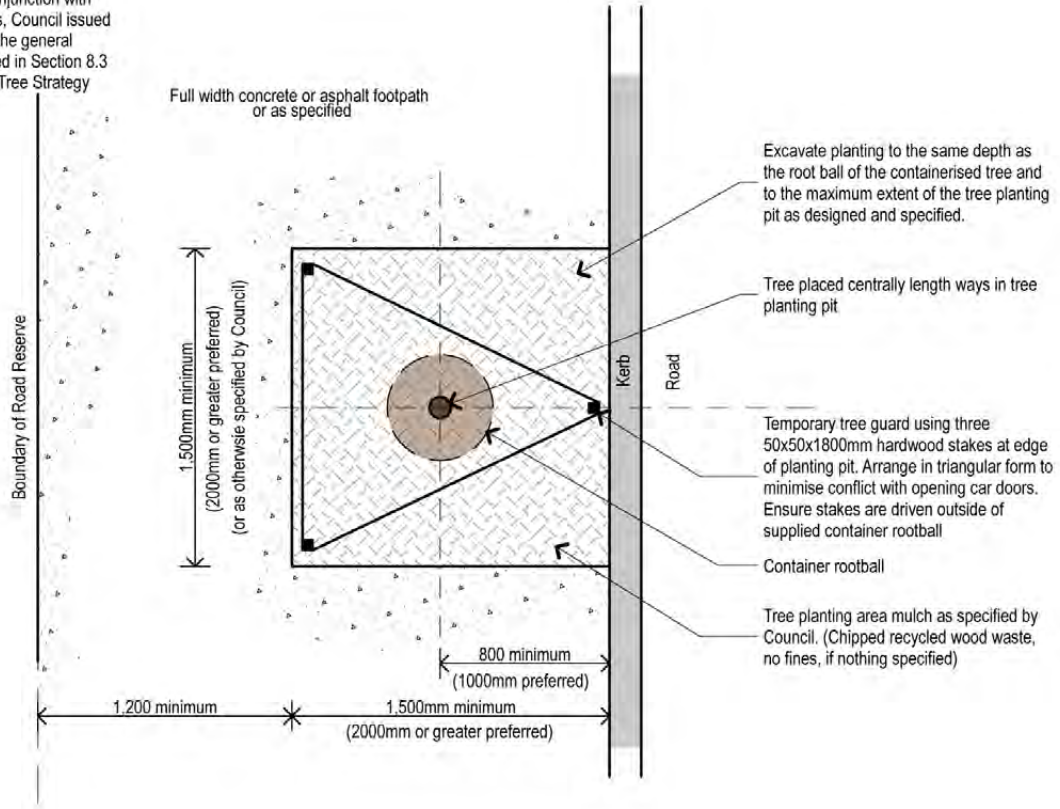 njunction with
s, Council issued
he general
d in Section 8.3
Tree Strategy
Full width concrete or asphalt footpath
or as specified
Excavate planting to the same depth as
the root ball of the containerised tree and
to the maximum extent of the tree planting
pit as designed and specified.
Tree placed centrally length ways in tree
planting pit
Boundary of Road Reserve
1,500mm minimum
(2000mm or greater preferred)
(or as otherwsie specified by Council)
Kerb
Road
Temporary tree guard using three
50x50x1800mm hardwood stakes at edge
of planting pit. Arrange in triangular form to
minimise conflict with opening car doors.
Ensure stakes are driven outside of
supplied container rootball
Container rootball
Tree planting area mulch as specified by
Council. (Chipped recycled wood waste,
no fines, if nothing specified)
800 minimum
(1000mm preferred)
1,200 minimum
1,500mm minimum
(2000mm or greater preferred)